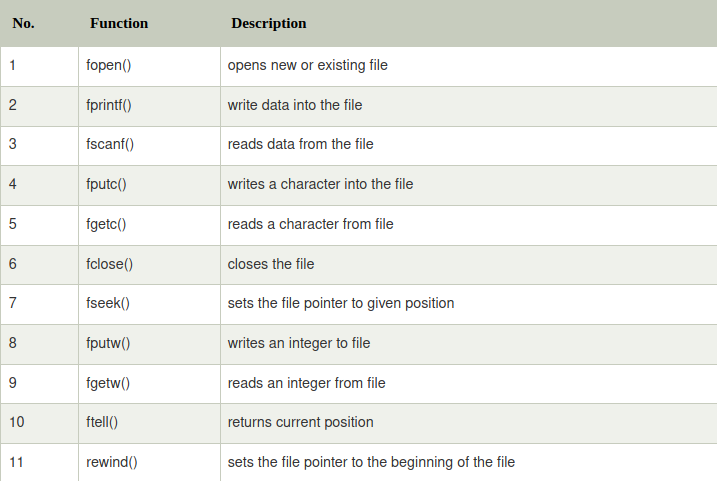 No. Function Description
1 fopen() opens new or existing file
2 fprintf() write data into the file
3 fscanf() reads data from the file
4 fputc() writes a character into the file
5 fgetc() reads a character from file
6 fclose() closes the file
7 fseek() sets the file pointer to given position
8 fputw() writes an integer to file
9 fgetw() reads an integer from file
10 ftell() returns current position
11 rewind() sets the file pointer to the beginning of the file